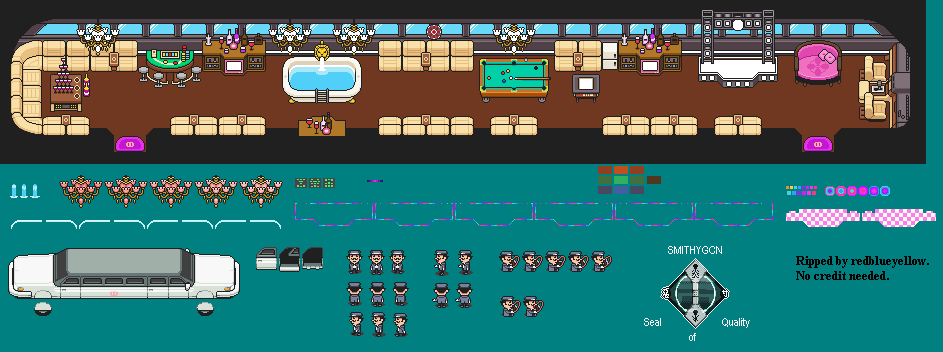 SMITHYGCN
Ripped by redblueyellow.
No credit needed.
Seal
Quality
of